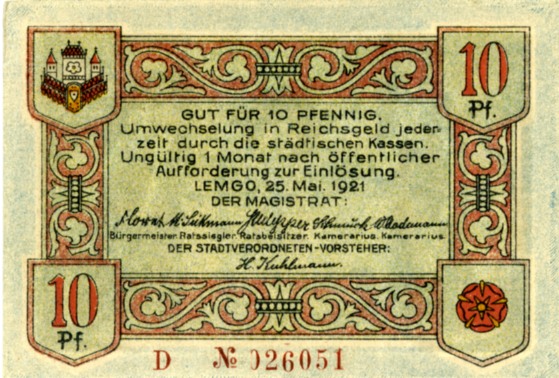 10
Pf.
GUT FÜR 10 PFENNIG.
Umwechselung in Reichsgeld jeder-
zeit durch die städtischen Kassen.
Ungültig 1 Monat nach öffentlicher
Aufforderung zur Einlösung.
LEMGO, 25. Mai. 1921
DER MAGISTRAT:
Bürgermeister. Ratssiegler. Ratsbeisitzer. Kamerarius. Kamerarius.
DER STADTVERORDNETEN-VORSTEHER:
H. Kuhlmann.
10
Pf.
D № 026051